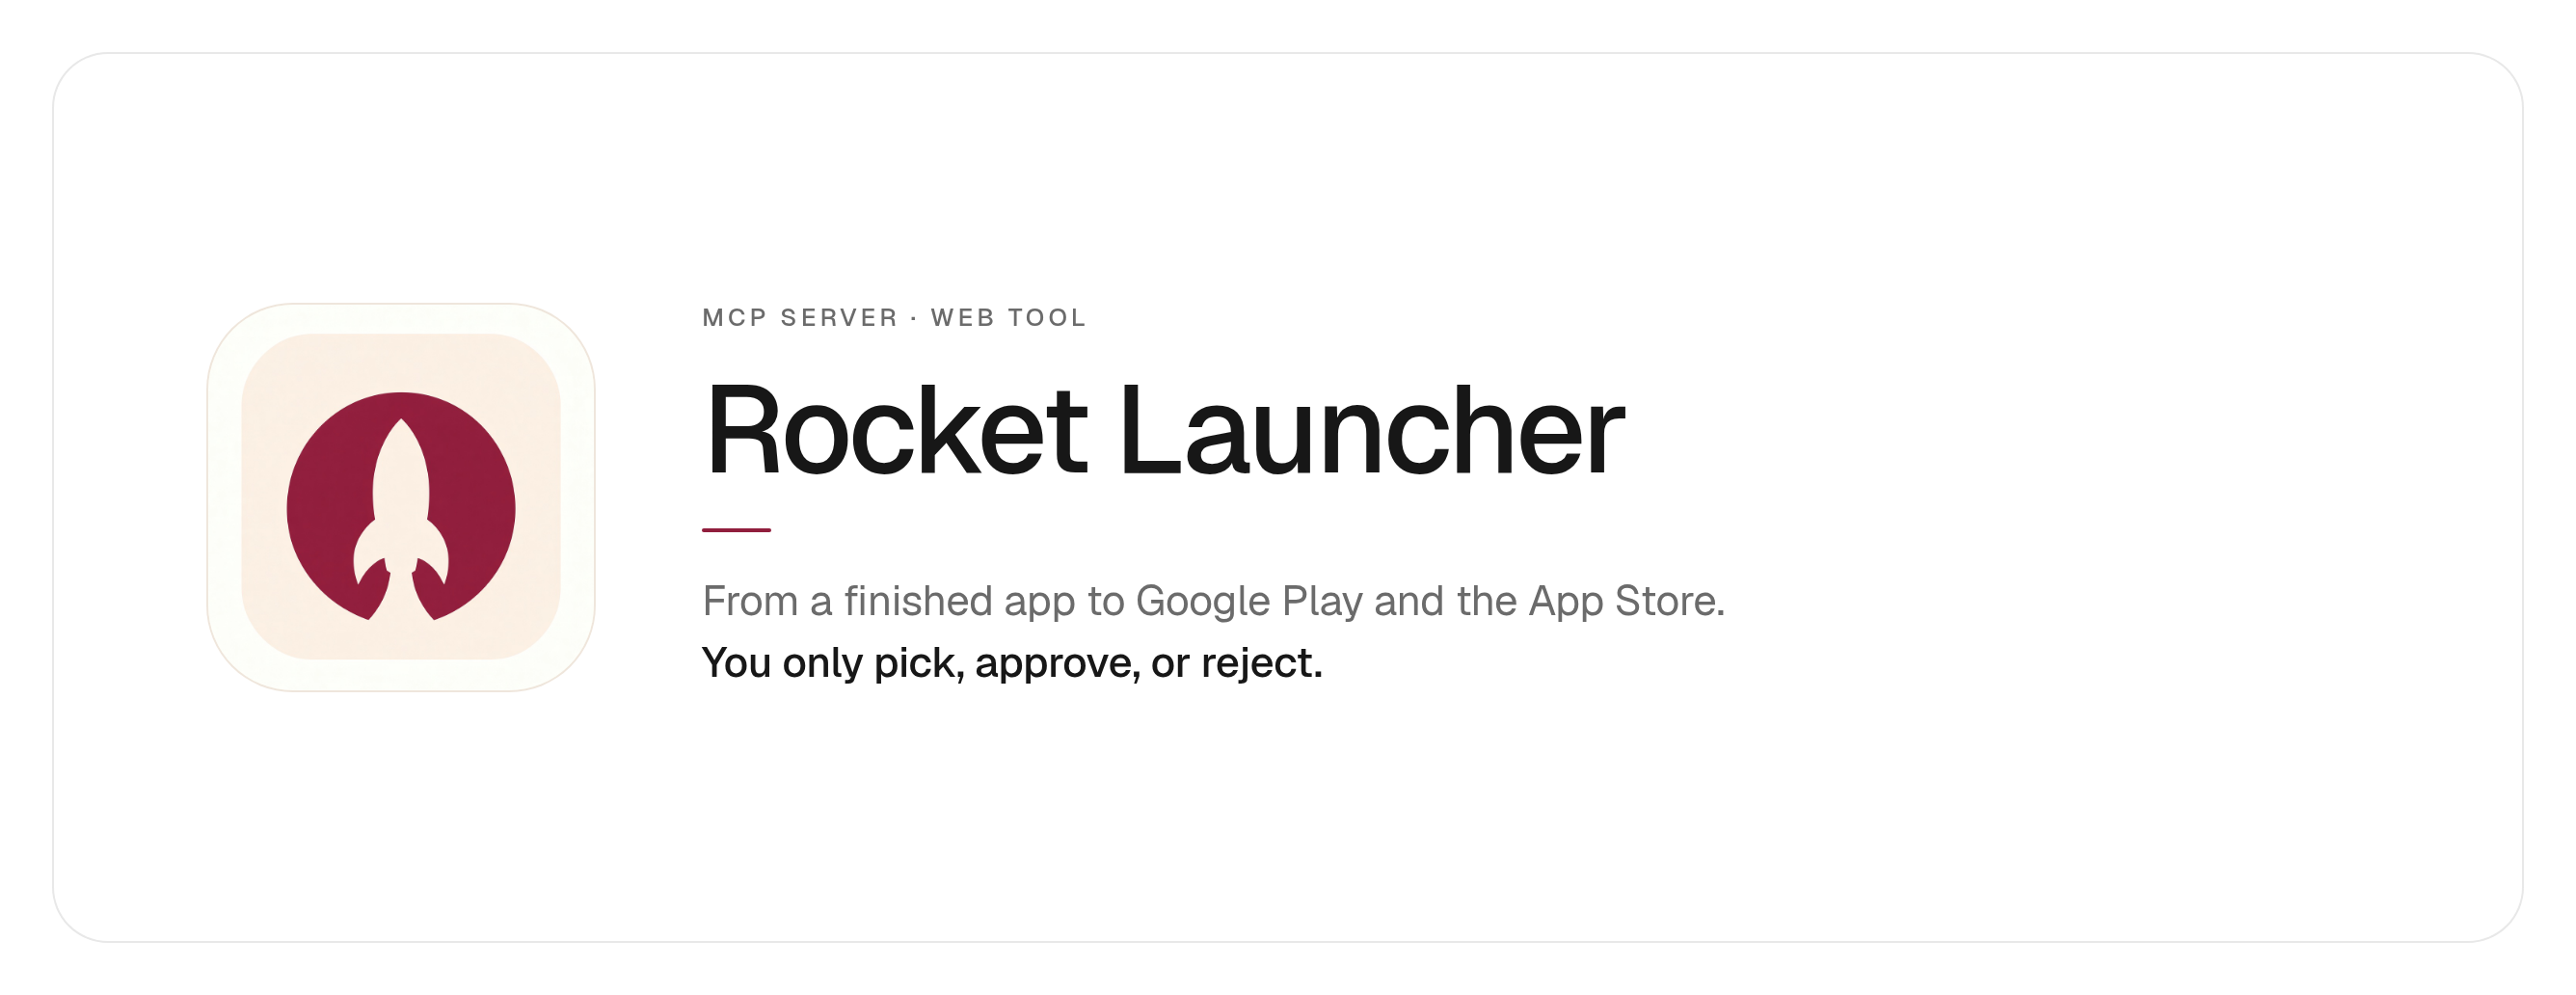 MCP SERVER · WEB TOOL
Rocket Launcher
From a finished app to Google Play and the App Store.
You only pick, approve, or reject.